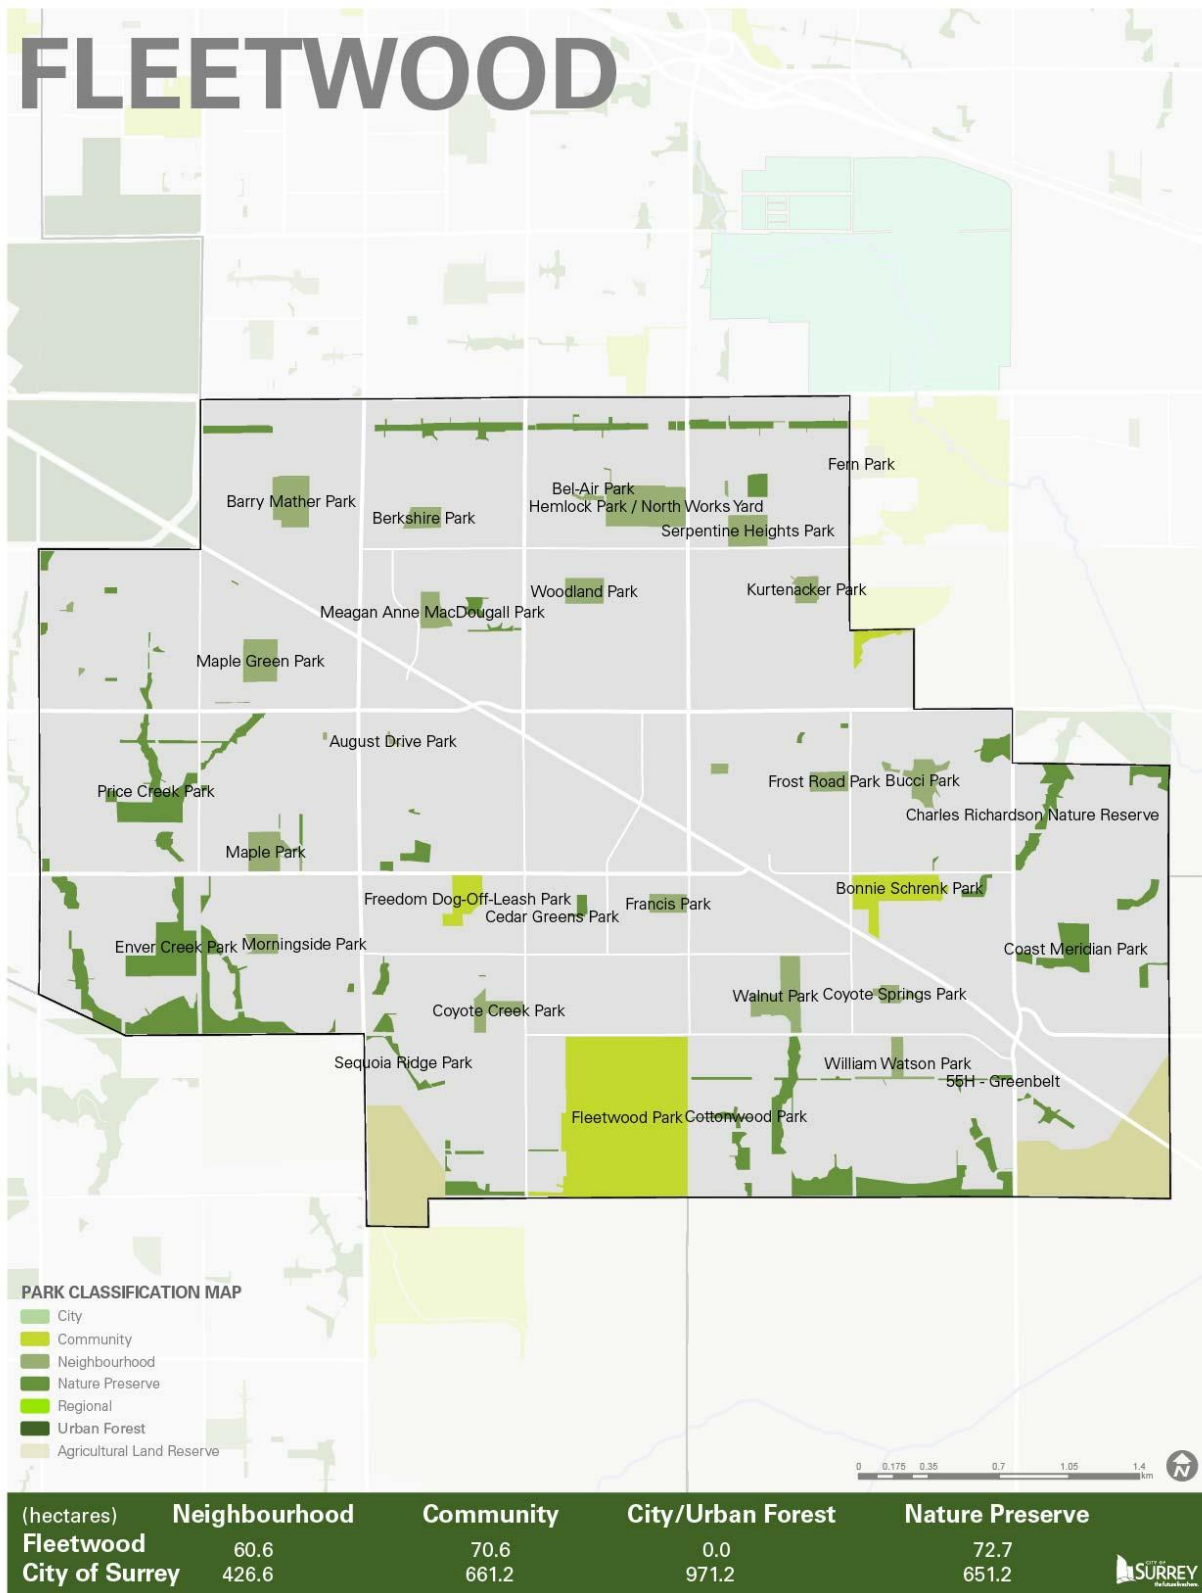 FLEETWOOD
Fern Park
Bel-Air Park
Barry Mather Park
Hemlock Park / North Works Yard
Berkshire Park
Serpentine Heights Park
Woodland Park
Kurtenacker Park
Meagan Anne MacDougall Park
Maple Green Park
August Drive Park
Frost Road Park
Bucci Park
Price Creek Park
Charles Richardson Nature Reserve
Maple Park
Bonnie Schrenk Park
Freedom Dog-Off-Leash Park
Francis Park
Cedar Greens Park
Enver Creek Park
Morningside Park
Coast Meridian Park
Walnut Park
Coyote Springs Park
Coyote Creek Park
Sequoia Ridge Park
William Watson Park
55H - Greenbelt
Fleetwood Park
Cottonwood Park
PARK CLASSIFICATION MAP
City
Community
Neighbourhood
Nature Preserve
Regional
Urban Forest
Agricultural Land Reserve
0 0.175 0.35 0.7 1.05 1.4
km
N
(hectares) Neighbourhood Community City/Urban Forest Nature Preserve
Fleetwood 60.6 70.6 0.0 72.7
City of Surrey 426.6 661.2 971.2 651.2
CITY OF
SURREY
the future lives here.